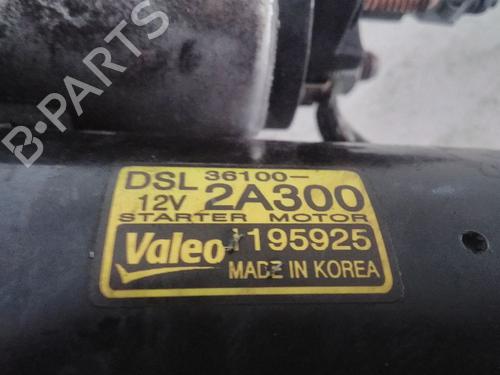 B-PARTS
DSL 36100-
12V 2A300
STARTER MOTOR
Valeo 195925
MADE IN KOREA